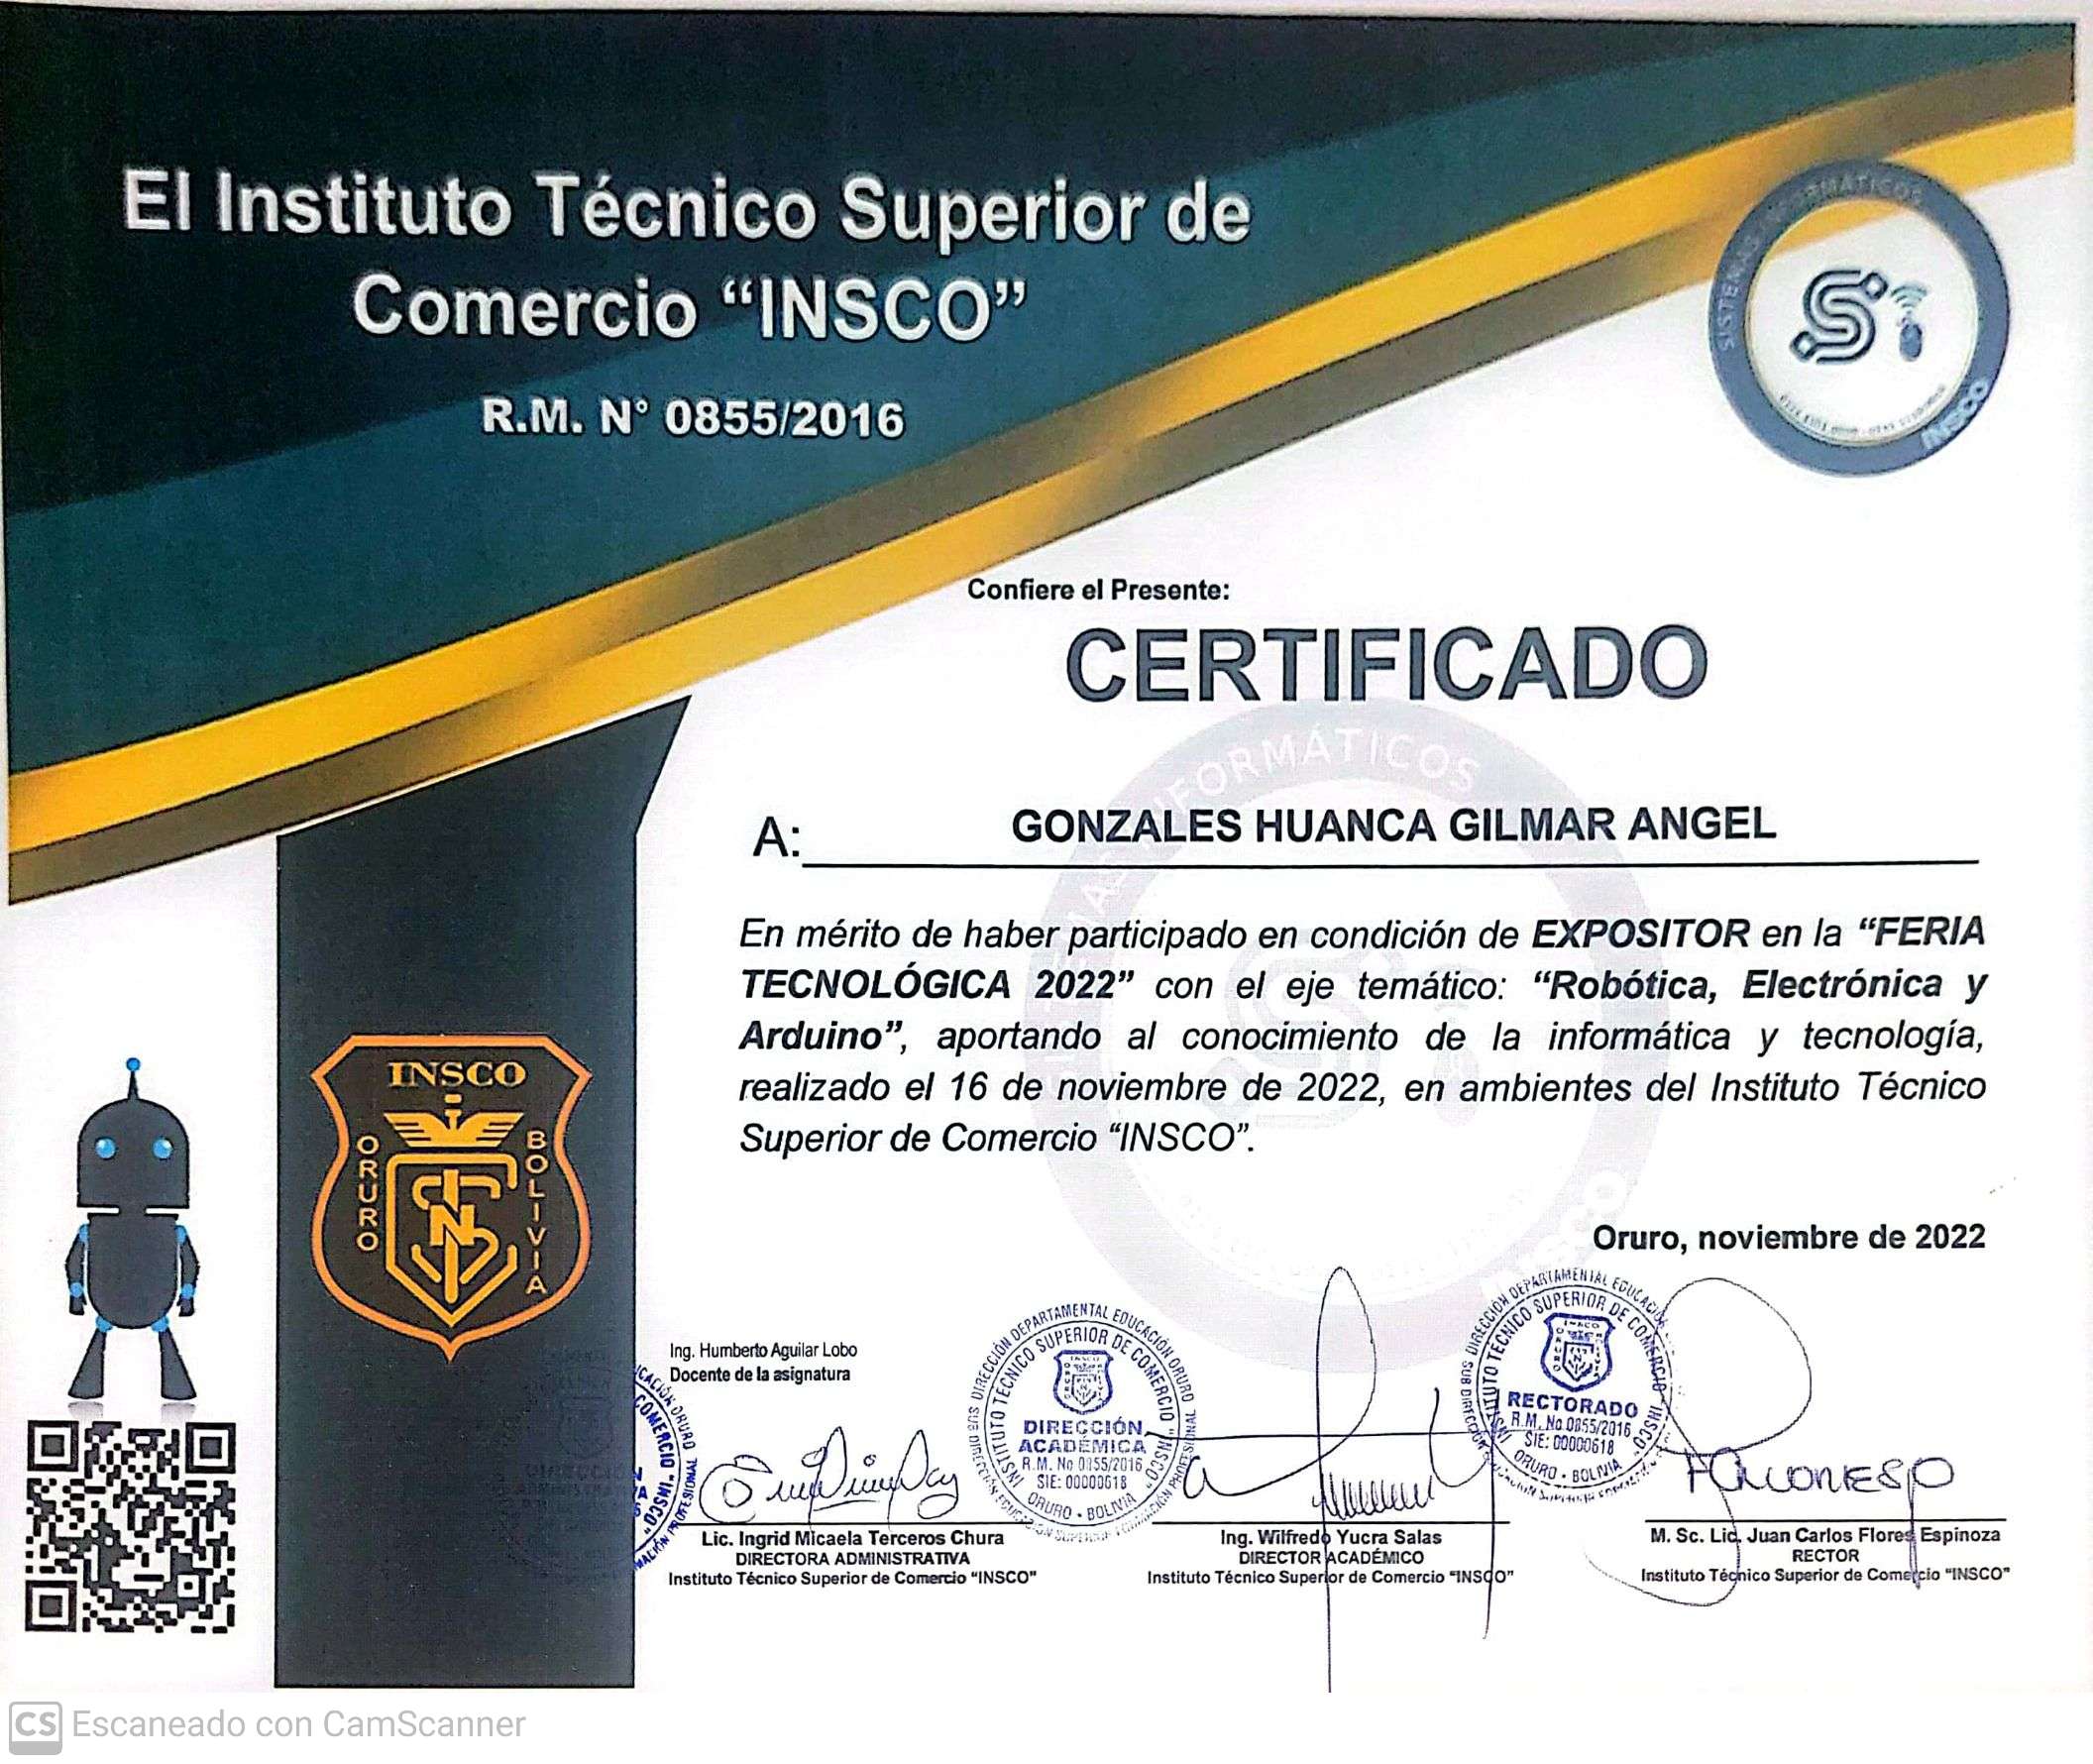 El Instituto Técnico Superior de
Comercio “INSCO”
R.M. N° 0855/2016
SISTEMAS INFORMÁTICOS
INSCO
Confiere el Presente:
CERTIFICADO
A: GONZALES HUANCA GILMAR ANGEL
En mérito de haber participado en condición de EXPOSITOR en la “FERIA
TECNOLÓGICA 2022” con el eje temático: “Robótica, Electrónica y
Arduino”, aportando al conocimiento de la informática y tecnología,
realizado el 16 de noviembre de 2022, en ambientes del Instituto Técnico
Superior de Comercio “INSCO”.
Oruro, noviembre de 2022
INSCO
ORURO
BOLIVIA
Ing. Humberto Aguilar Lobo
Docente de la asignatura
SUB DIRECCIÓN DEPARTAMENTAL EDUCACIÓN ORURO
INSTITUTO TÉCNICO SUPERIOR DE COMERCIO "INSCO"
DIRECCIÓN
ACADÉMICA
R.M. No 0855/2016
SIE: 00000618
ORURO - BOLIVIA
INSTITUTO TÉCNICO SUPERIOR DE COMERCIO "INSCO"
RECTORADO
R.M. No 0855/2016
SIE: 00000618
ORURO - BOLIVIA
Lic. Ingrid Micaela Terceros Chura
DIRECTORA ADMINISTRATIVA
Instituto Técnico Superior de Comercio “INSCO”
Ing. Wilfredo Yucra Salas
DIRECTOR ACADÉMICO
Instituto Técnico Superior de Comercio “INSCO”
M. Sc. Lic. Juan Carlos Flores Espinoza
RECTOR
Instituto Técnico Superior de Comercio “INSCO”
CS Escaneado con CamScanner